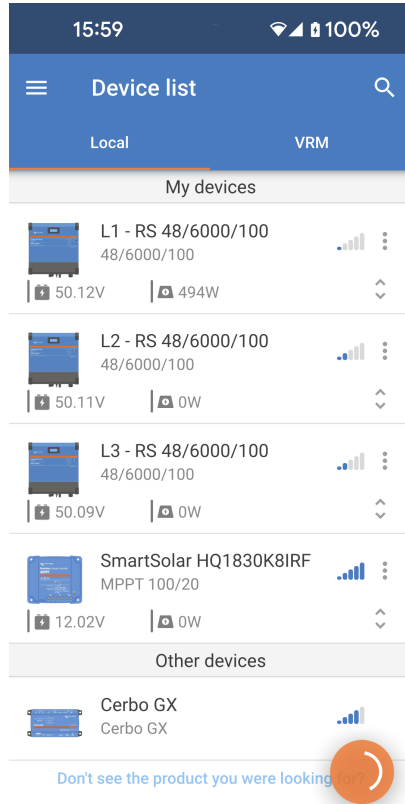 15:59
100%
Device list
Local
VRM
My devices
L1 - RS 48/6000/100
48/6000/100
50.12V
494W
L2 - RS 48/6000/100
48/6000/100
50.11V
0W
L3 - RS 48/6000/100
48/6000/100
50.09V
0W
SmartSolar HQ1830K8IRF
MPPT 100/20
12.02V
0W
Other devices
Cerbo GX
Cerbo GX
Don't see the product you were looking for?